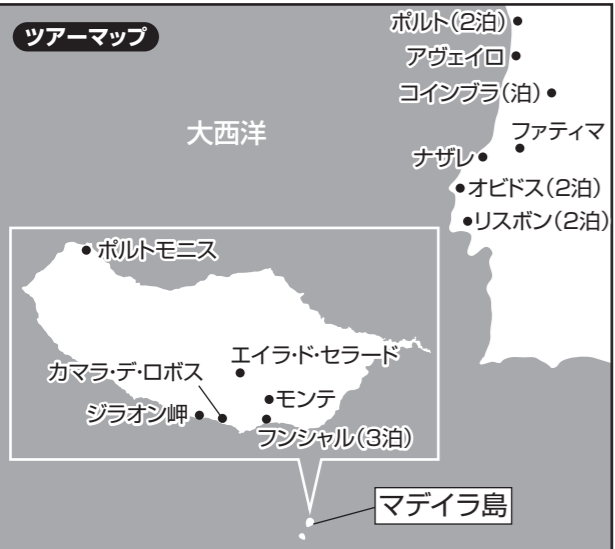 ツアーマップ
ポルト(2泊)
アヴェイロ
コインブラ(泊)
大西洋
ファティマ
ナザレ
オビドス(2泊)
リスボン(2泊)
ポルトモニス
エイラ・ド・セラード
カマラ・デ・ロボス
モンテ
ジラオン岬
フンシャル(3泊)
マデイラ島